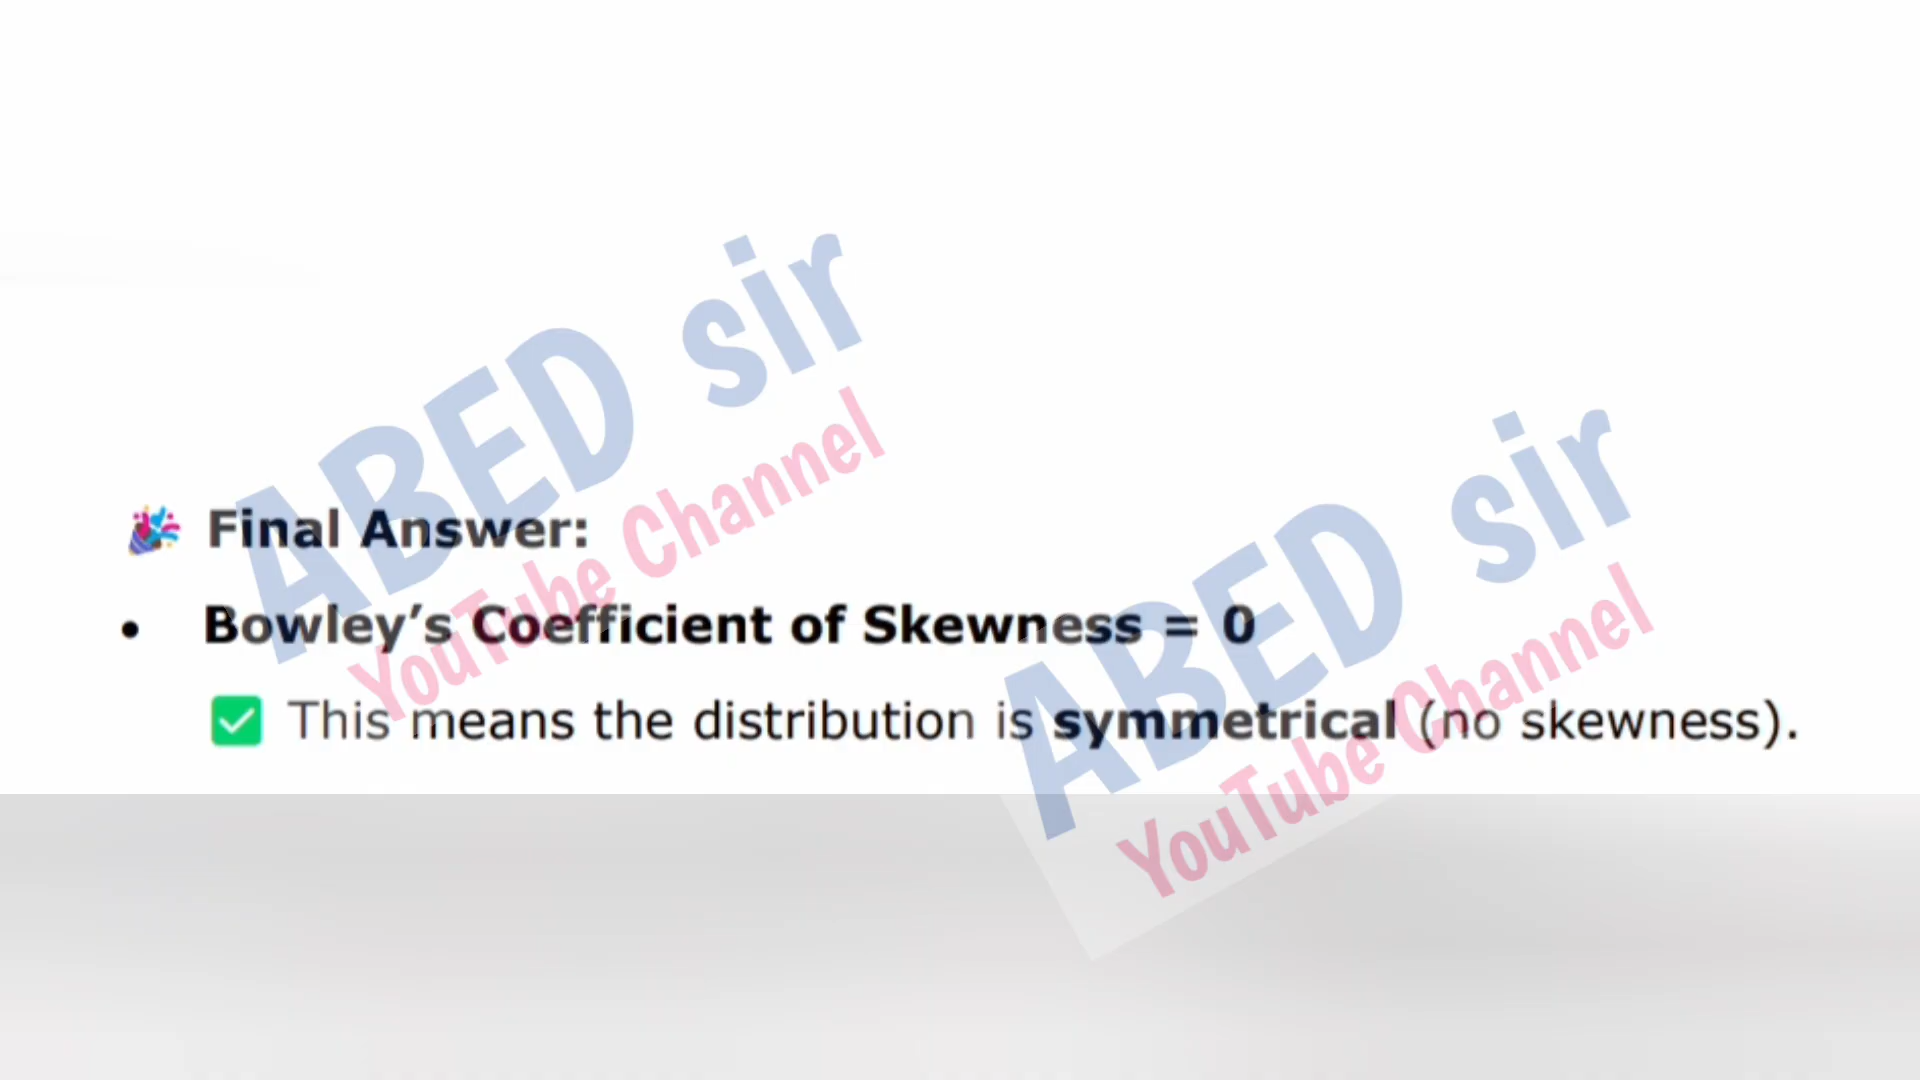 ABED sir
YouTube Channel
ABED sir
YouTube Channel
🎉 Final Answer:
• Bowley’s Coefficient of Skewness = 0
✅ This means the distribution is symmetrical (no skewness).